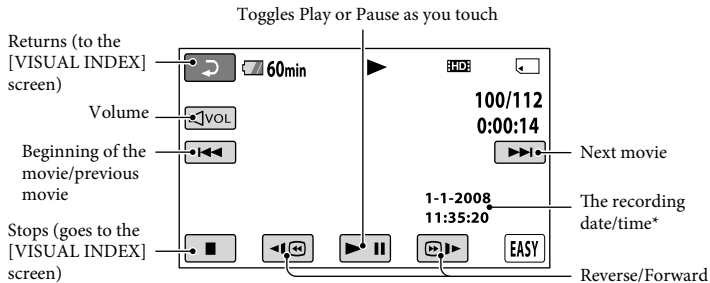 Toggles Play or Pause as you touch
Returns (to the
[VISUAL INDEX]
screen)
60min
HD
100/112
0:00:14
Volume
VOL
Beginning of the
movie/previous
movie
Next movie
1-1-2008
11:35:20
The recording
date/time*
Stops (goes to the
[VISUAL INDEX]
screen)
EASY
Reverse/Forward